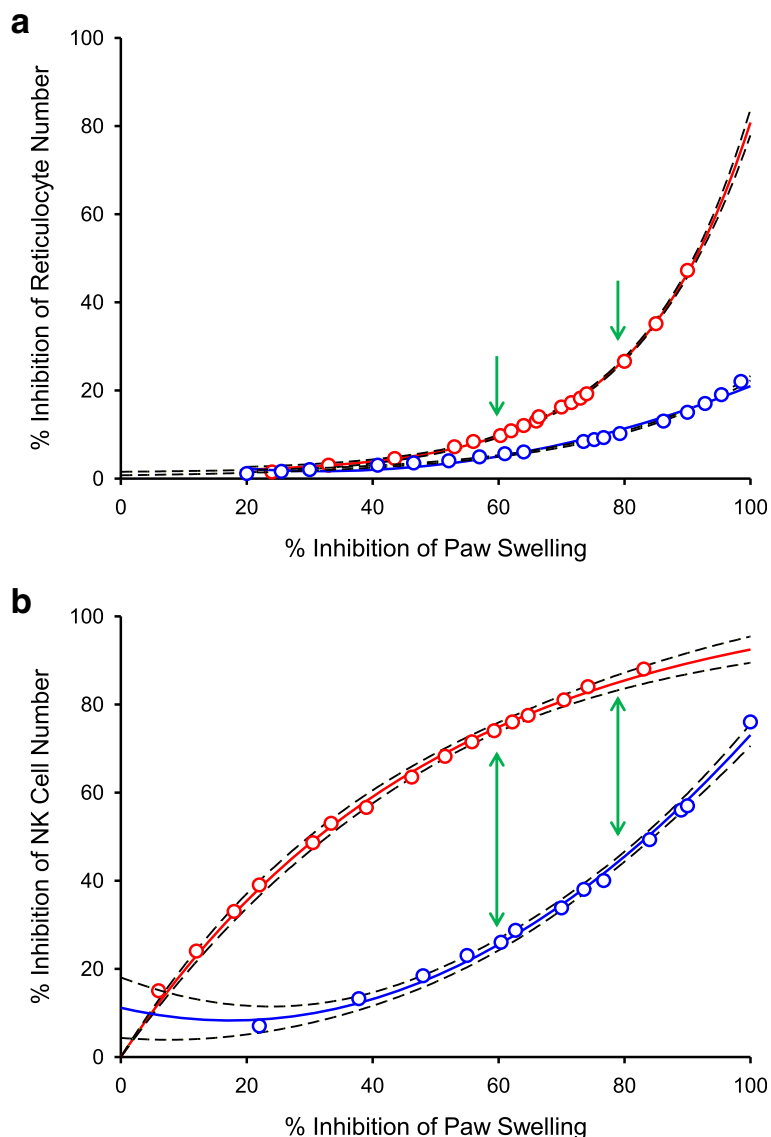 a
100
80
60
40
20
0
% Inhibition of Reticulocyte Number
0 20 40 60 80 100
% Inhibition of Paw Swelling
b
100
80
60
40
20
0
% Inhibition of NK Cell Number
0 20 40 60 80 100
% Inhibition of Paw Swelling